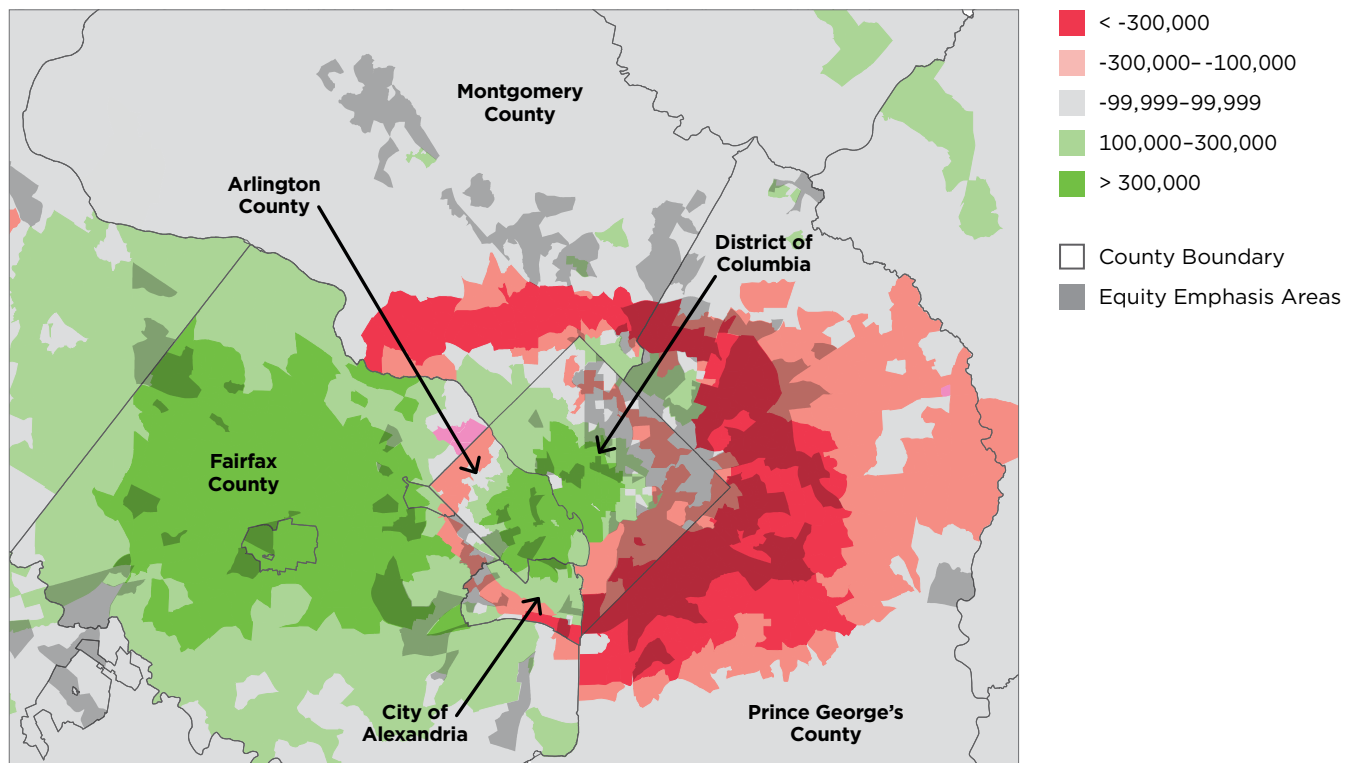 Montgomery
County
Arlington
County
District of
Columbia
Fairfax
County
City of
Alexandria
Prince George's
County
< -300,000
-300,000– -100,000
-99,999–99,999
100,000–300,000
> 300,000
County Boundary
Equity Emphasis Areas